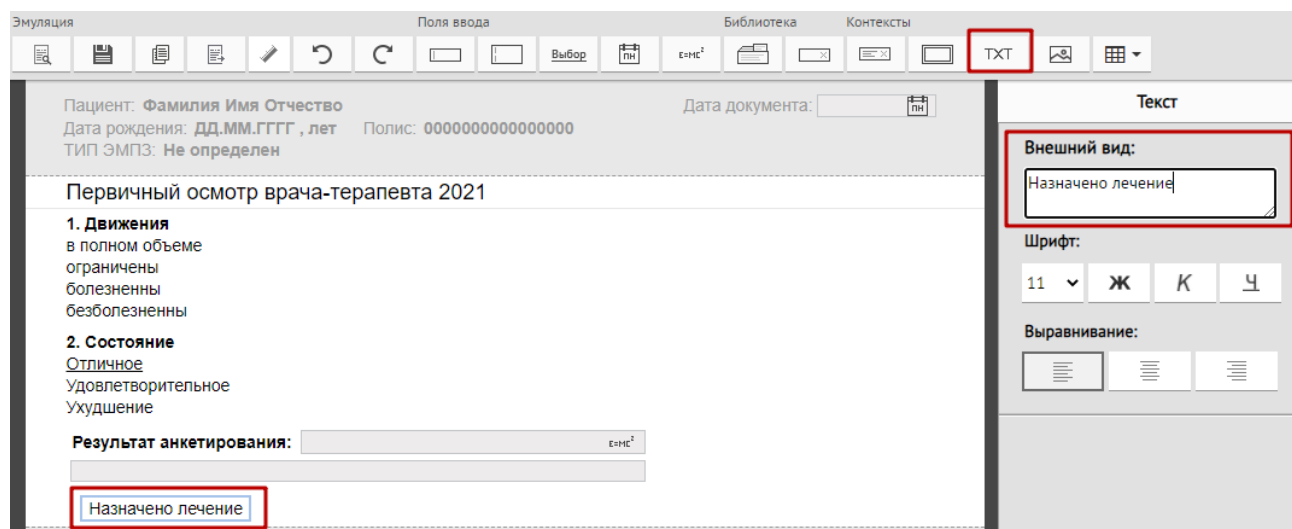 Эмуляция Поля ввода Библиотека Контексты
Выбор ПН E=MC² TXT
Пациент: Фамилия Имя Отчество Дата документа: ПН
Дата рождения: ДД.ММ.ГГГГ , лет Полис: 0000000000000000
ТИП ЭМПЗ: Не определен
Первичный осмотр врача-терапевта 2021
1. Движения
в полном объеме
ограничены
болезненны
безболезненны
2. Состояние
Отличное
Удовлетворительное
Ухудшение
Результат анкетирования: E=MC²
Назначено лечение
Текст
Внешний вид:
Назначено лечение
Шрифт:
11 Ж К Ч
Выравнивание: